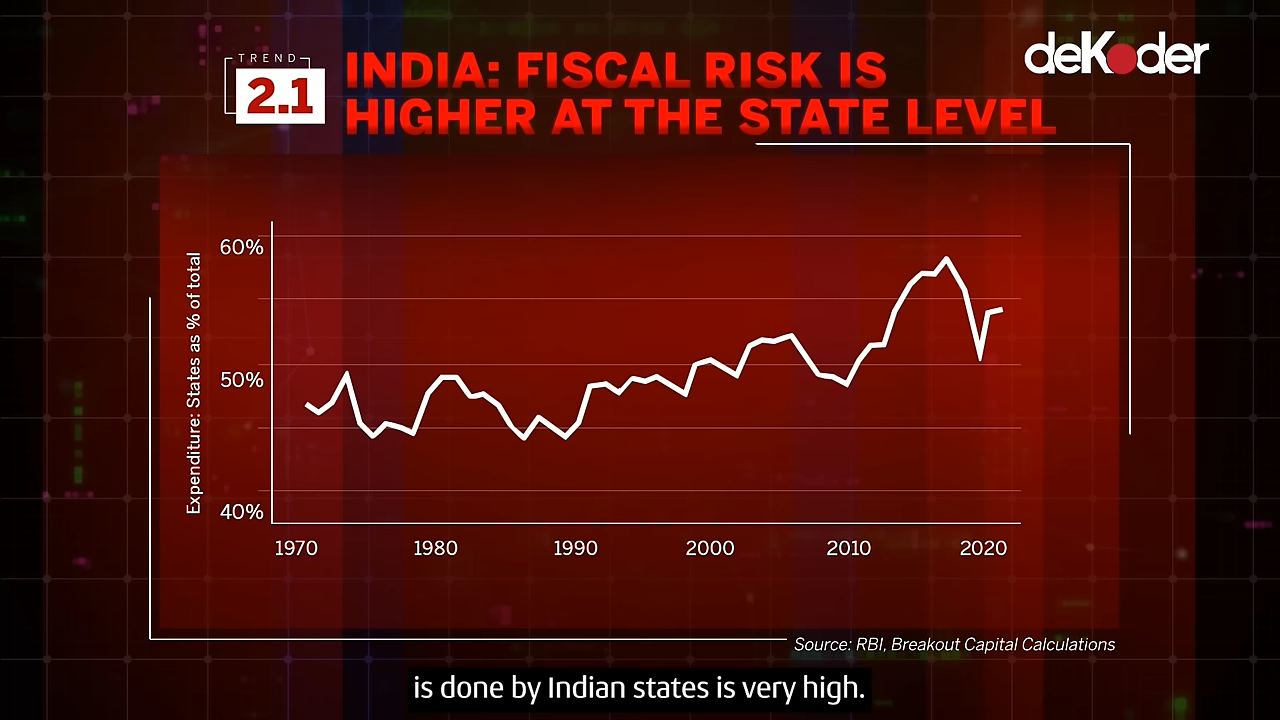 TREND
2.1
INDIA: FISCAL RISK IS
HIGHER AT THE STATE LEVEL
deKoder
Expenditure: States as % of total
60%
50%
40%
1970 1980 1990 2000 2010 2020
Source: RBI, Breakout Capital Calculations
is done by Indian states is very high.